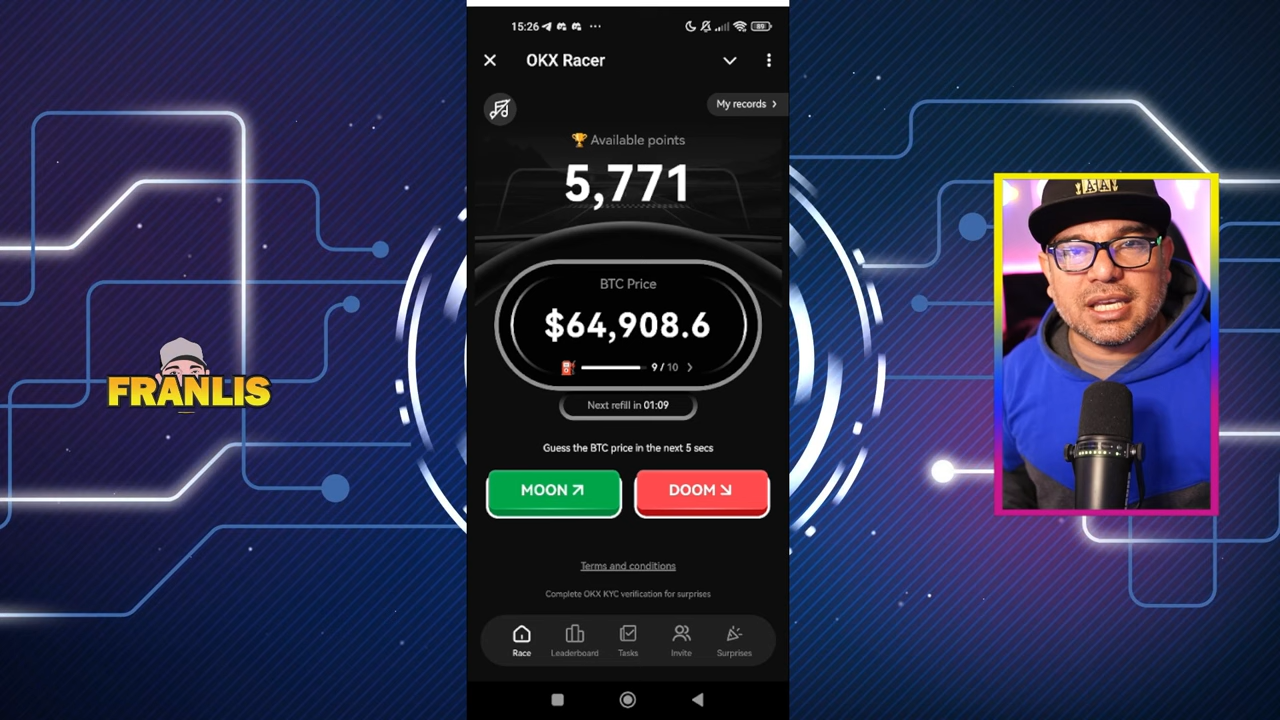 15:26
89
OKX Racer
My records
Available points
5,771
BTC Price
$64,908.6
9 / 10
Next refill in 01:09
Guess the BTC price in the next 5 secs
MOON
DOOM
Terms and conditions
Complete OKX KYC verification for surprises
Race
Leaderboard
Tasks
Invite
Surprises
FRANLIS